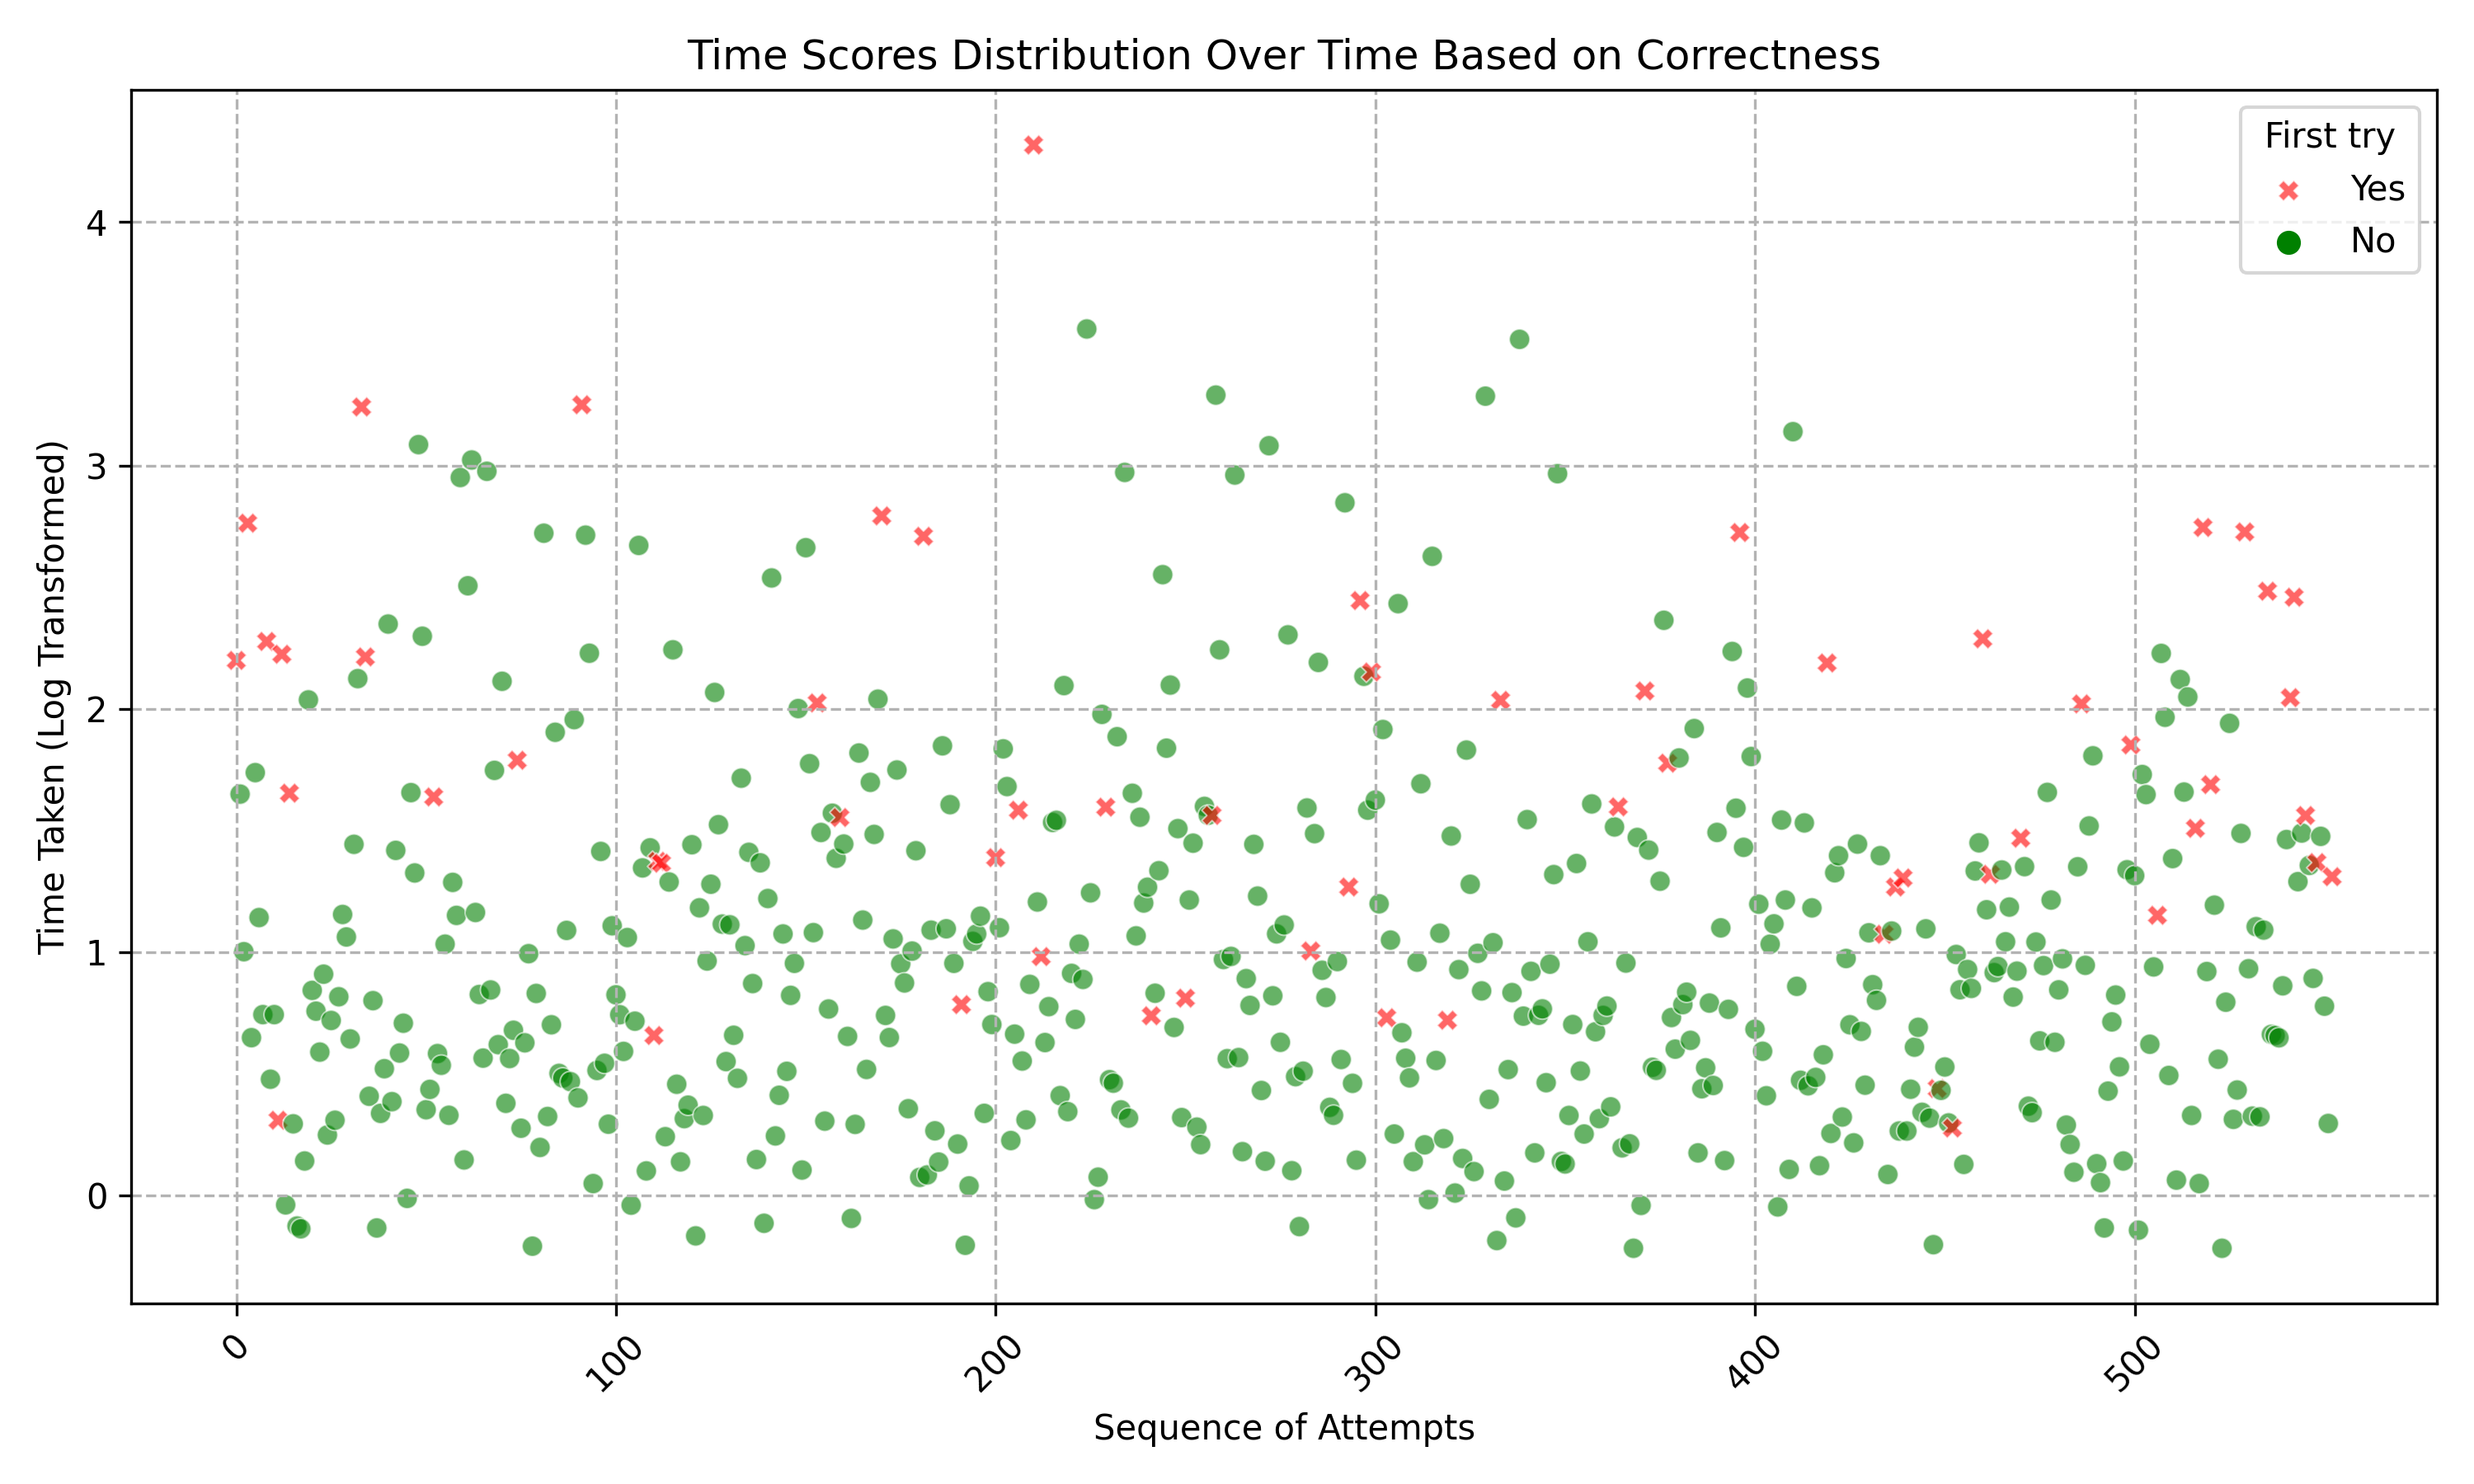 Time Scores Distribution Over Time Based on Correctness
First try
Yes
No
Time Taken (Log Transformed)
4
3
2
1
0
0
100
200
300
400
500
Sequence of Attempts